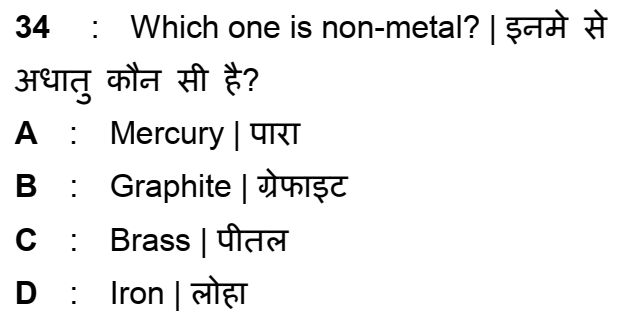 34 : Which one is non-metal? | इनमे से
अधातु कौन सी है?
A : Mercury | पारा
B : Graphite | ग्रेफाइट
C : Brass | पीतल
D : Iron | लोहा